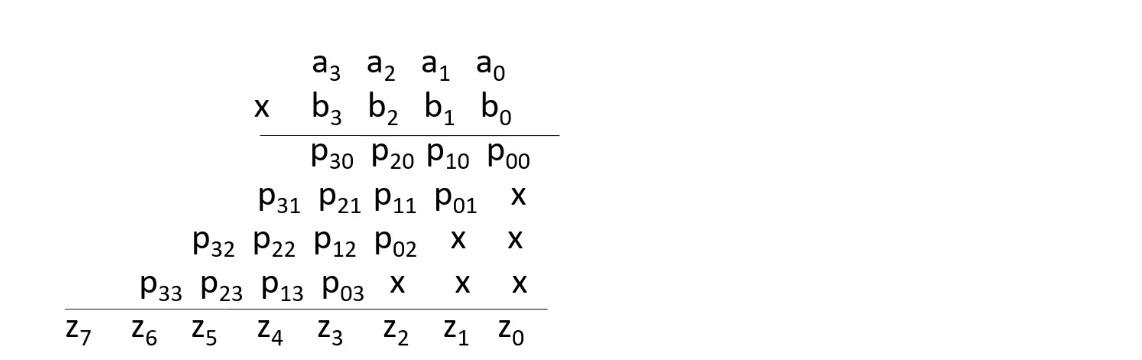 a₃ a₂ a₁ a₀
x b₃ b₂ b₁ b₀
p₃₀ p₂₀ p₁₀ p₀₀
p₃₁ p₂₁ p₁₁ p₀₁ x
p₃₂ p₂₂ p₁₂ p₀₂ x x
p₃₃ p₂₃ p₁₃ p₀₃ x x x
z₇ z₆ z₅ z₄ z₃ z₂ z₁ z₀